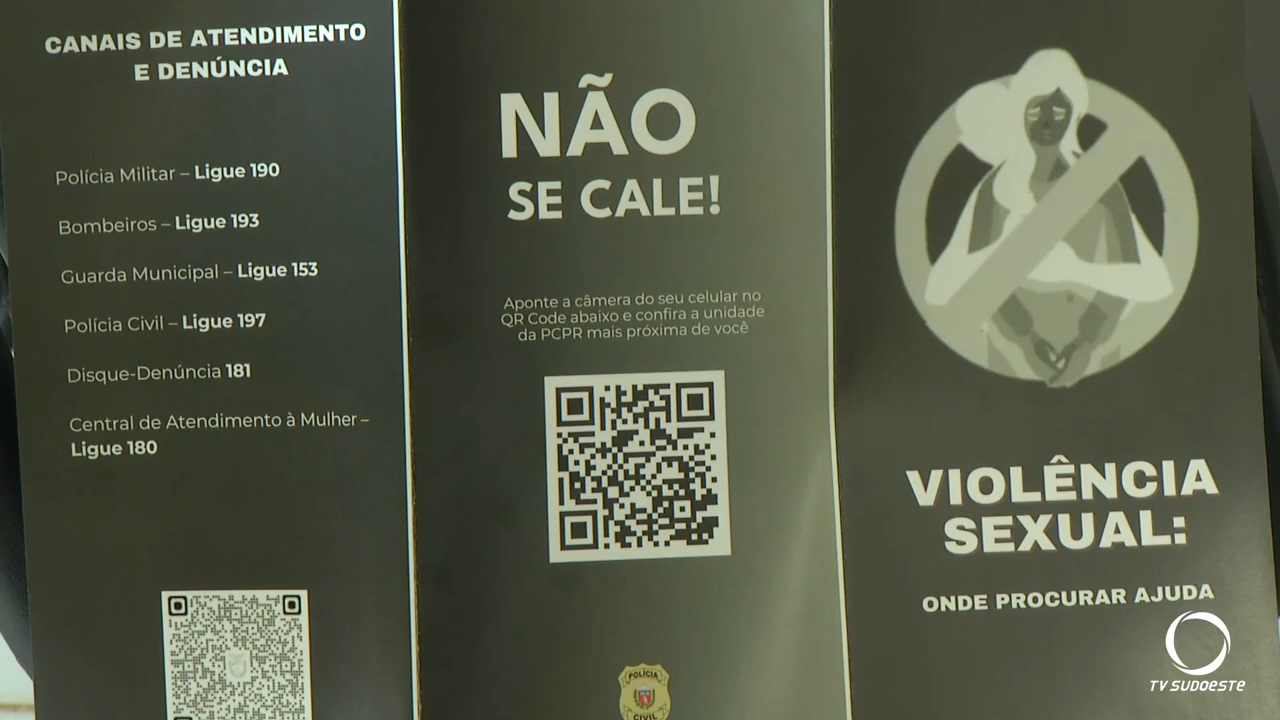 CANAIS DE ATENDIMENTO
E DENÚNCIA
Polícia Militar – Ligue 190
Bombeiros – Ligue 193
Guarda Municipal – Ligue 153
Polícia Civil – Ligue 197
Disque-Denúncia 181
Central de Atendimento à Mulher –
Ligue 180
NÃO
SE CALE!
Aponte a câmera do seu celular no
QR Code abaixo e confira a unidade
da PCPR mais próxima de você
POLÍCIA
CIVIL
VIOLÊNCIA
SEXUAL:
ONDE PROCURAR AJUDA
TV SUDOESTE